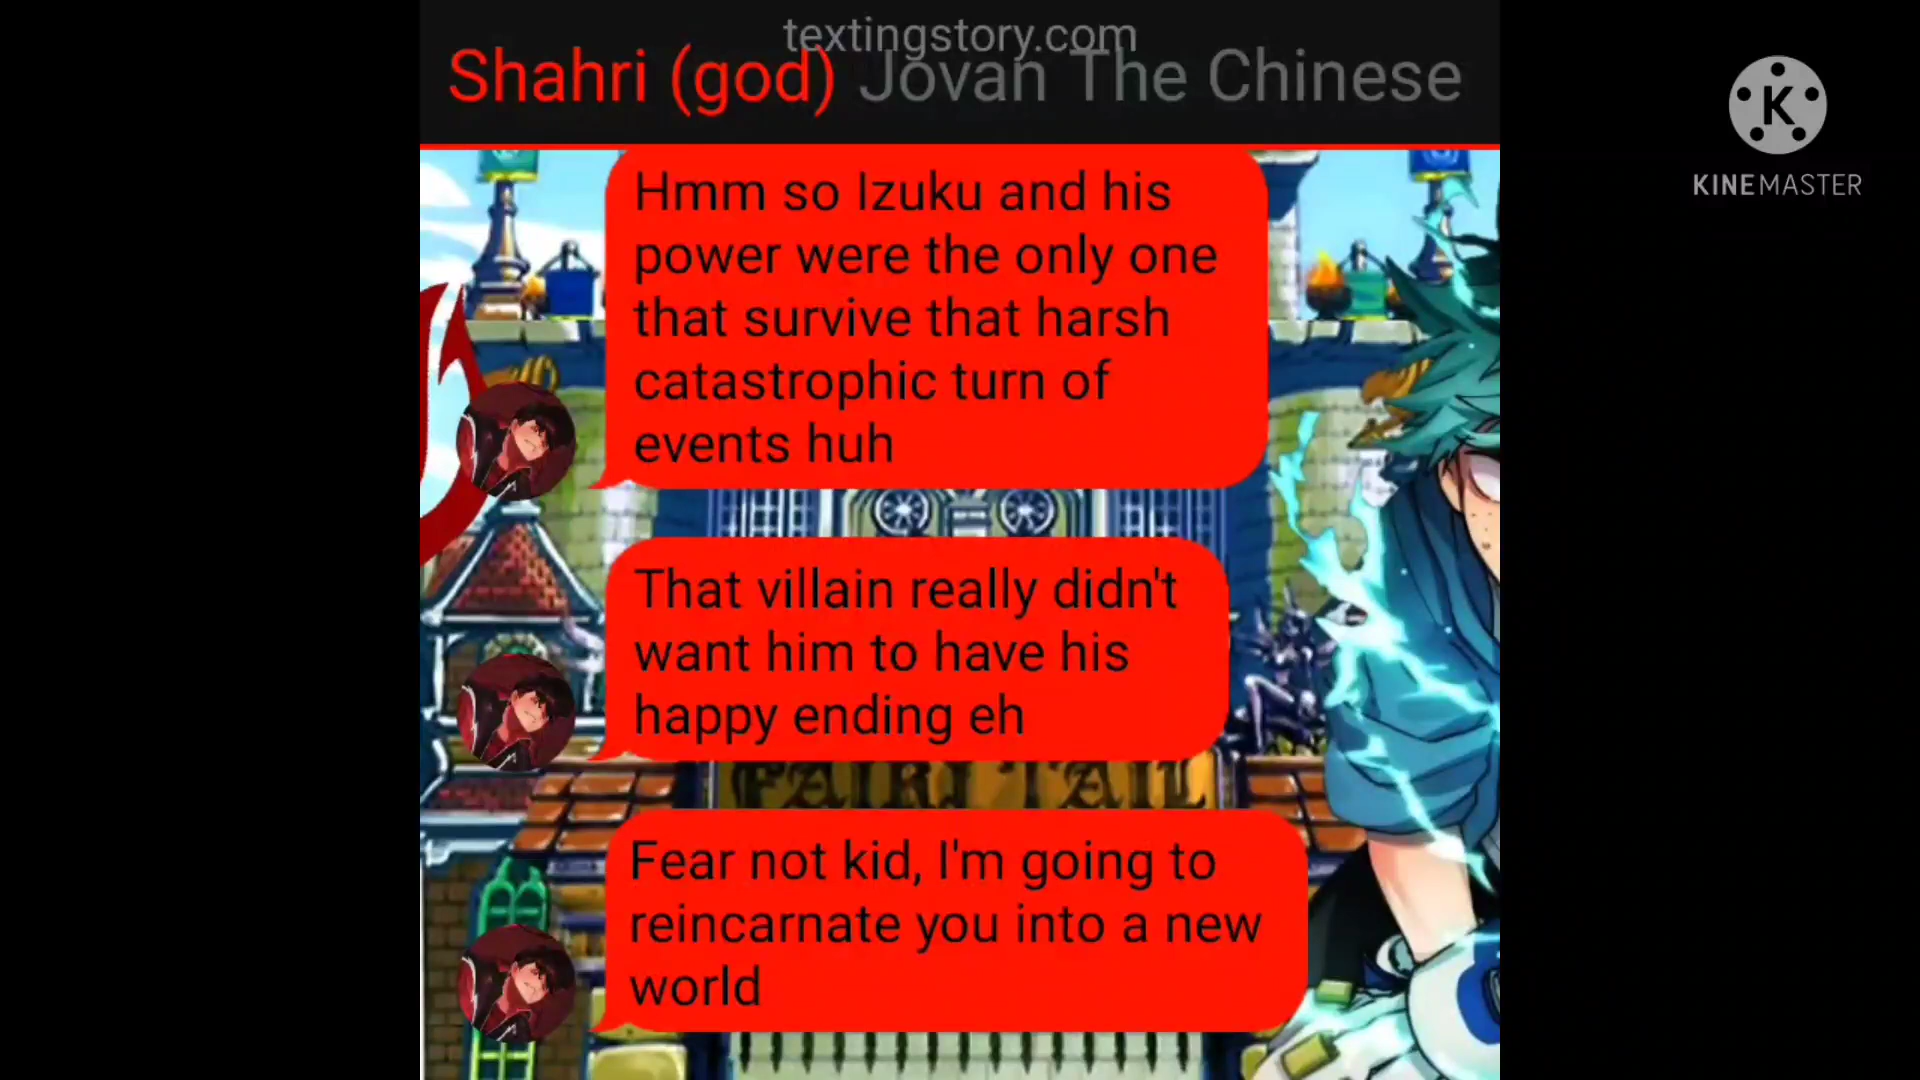 textingstory.com
Shahri (god) Jovan The Chinese
K
KINEMASTER
Hmm so Izuku and his
power were the only one
that survive that harsh
catastrophic turn of
events huh
That villain really didn't
want him to have his
happy ending eh
FAIRY TAIL
Fear not kid, I'm going to
reincarnate you into a new
world